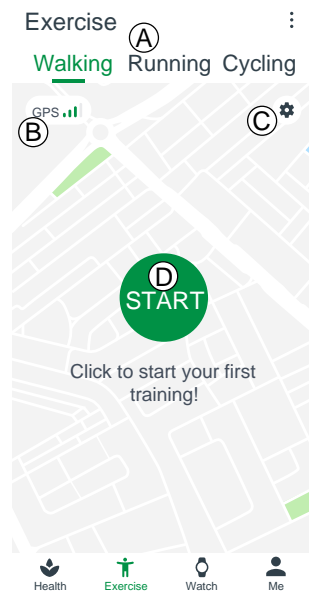 Exercise
A
Walking Running Cycling
GPS
B
C
D
START
Click to start your first
training!
Health Exercise Watch Me